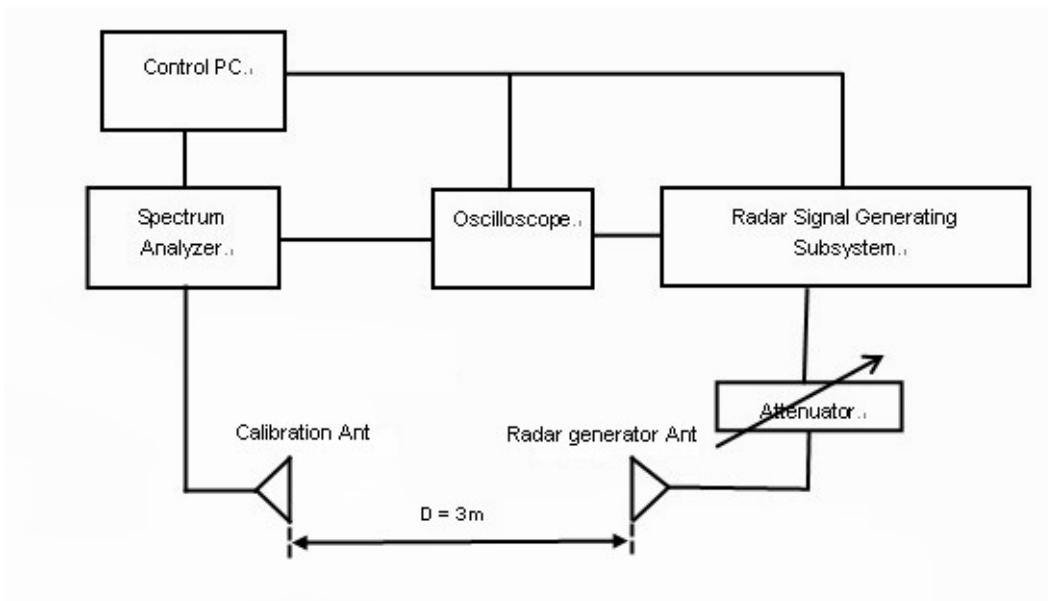 Control PC.
Spectrum
Analyzer.
Oscilloscope.
Radar Signal Generating
Subsystem.
Attenuator.
Calibration Ant
Radar generator Ant
D = 3m